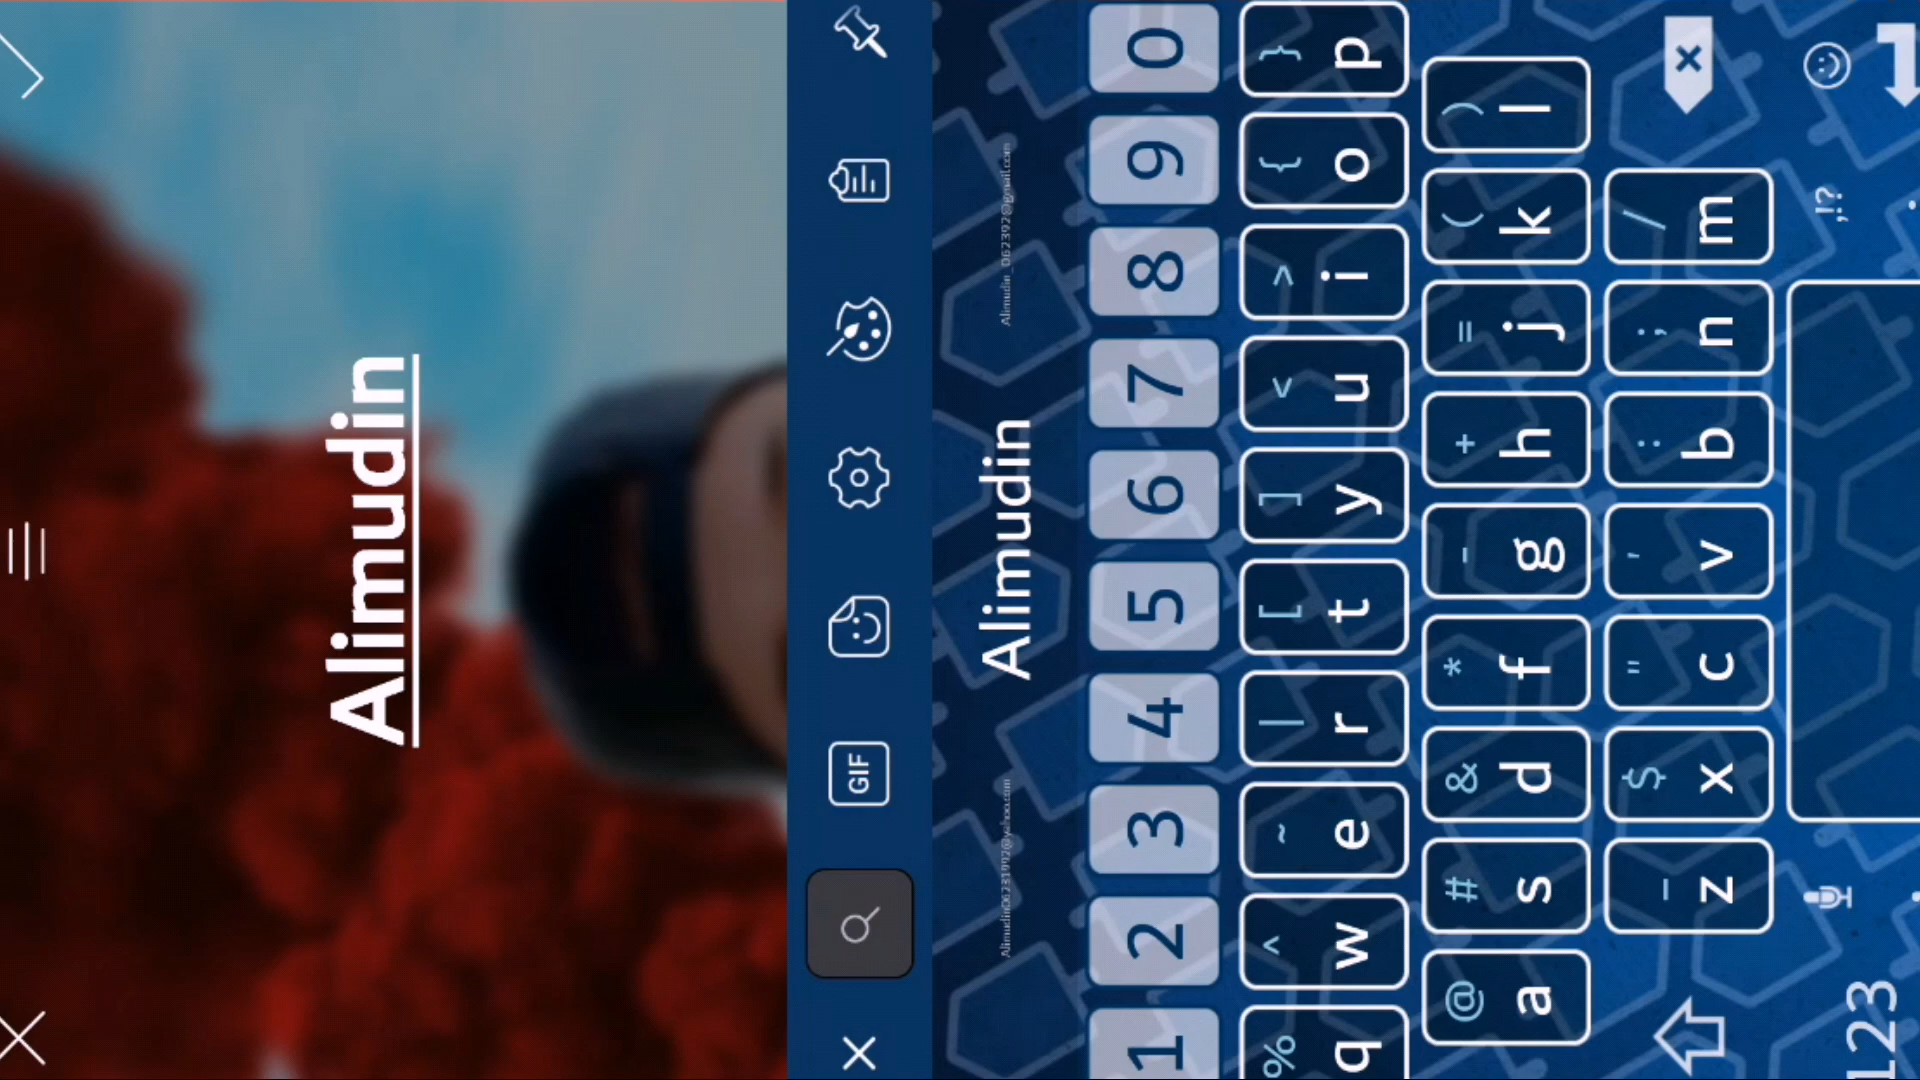 Alimudin
GIF
Alimudin
1 2 3 4 5 6 7 8 9 0
% ^ ~ | [ ] < > { }
q w e r t y u i o p
@ # & * - + = ( )
a s d f g h j k l
_ $ " ' : ; /
z x c v b n m
,!?
123